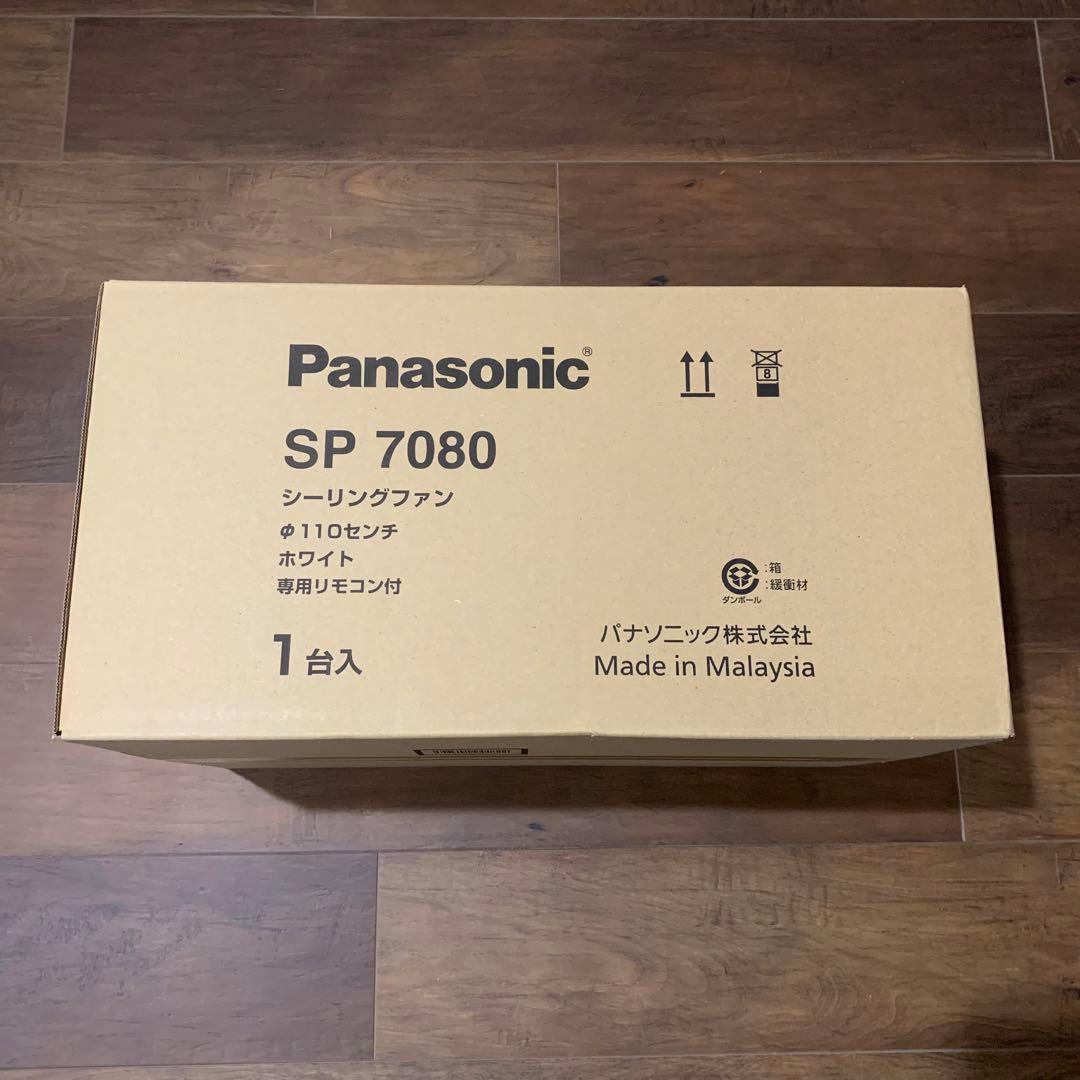 Panasonic®
SP 7080
シーリングファン
Φ110センチ
ホワイト
専用リモコン付
1台入
8
:箱
:緩衝材
ダンボール
パナソニック株式会社
Made in Malaysia